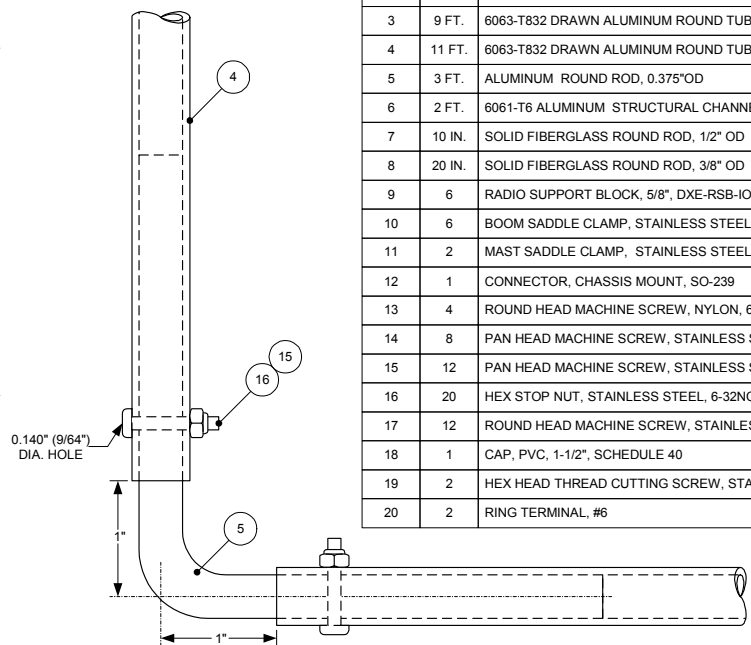 3 9 FT. 6063-T832 DRAWN ALUMINUM ROUND TUB
4 11 FT. 6063-T832 DRAWN ALUMINUM ROUND TUB
5 3 FT. ALUMINUM ROUND ROD, 0.375"OD
6 2 FT. 6061-T6 ALUMINUM STRUCTURAL CHANNE
7 10 IN. SOLID FIBERGLASS ROUND ROD, 1/2" OD
8 20 IN. SOLID FIBERGLASS ROUND ROD, 3/8" OD
9 6 RADIO SUPPORT BLOCK, 5/8", DXE-RSB-IO
10 6 BOOM SADDLE CLAMP, STAINLESS STEEL
11 2 MAST SADDLE CLAMP, STAINLESS STEEL
12 1 CONNECTOR, CHASSIS MOUNT, SO-239
13 4 ROUND HEAD MACHINE SCREW, NYLON, 6
14 8 PAN HEAD MACHINE SCREW, STAINLESS S
15 12 PAN HEAD MACHINE SCREW, STAINLESS S
16 20 HEX STOP NUT, STAINLESS STEEL, 6-32NC
17 12 ROUND HEAD MACHINE SCREW, STAINLES
18 1 CAP, PVC, 1-1/2", SCHEDULE 40
19 2 HEX HEAD THREAD CUTTING SCREW, STA
20 2 RING TERMINAL, #6
4
15
16
0.140" (9/64")
DIA. HOLE
1"
5
1"